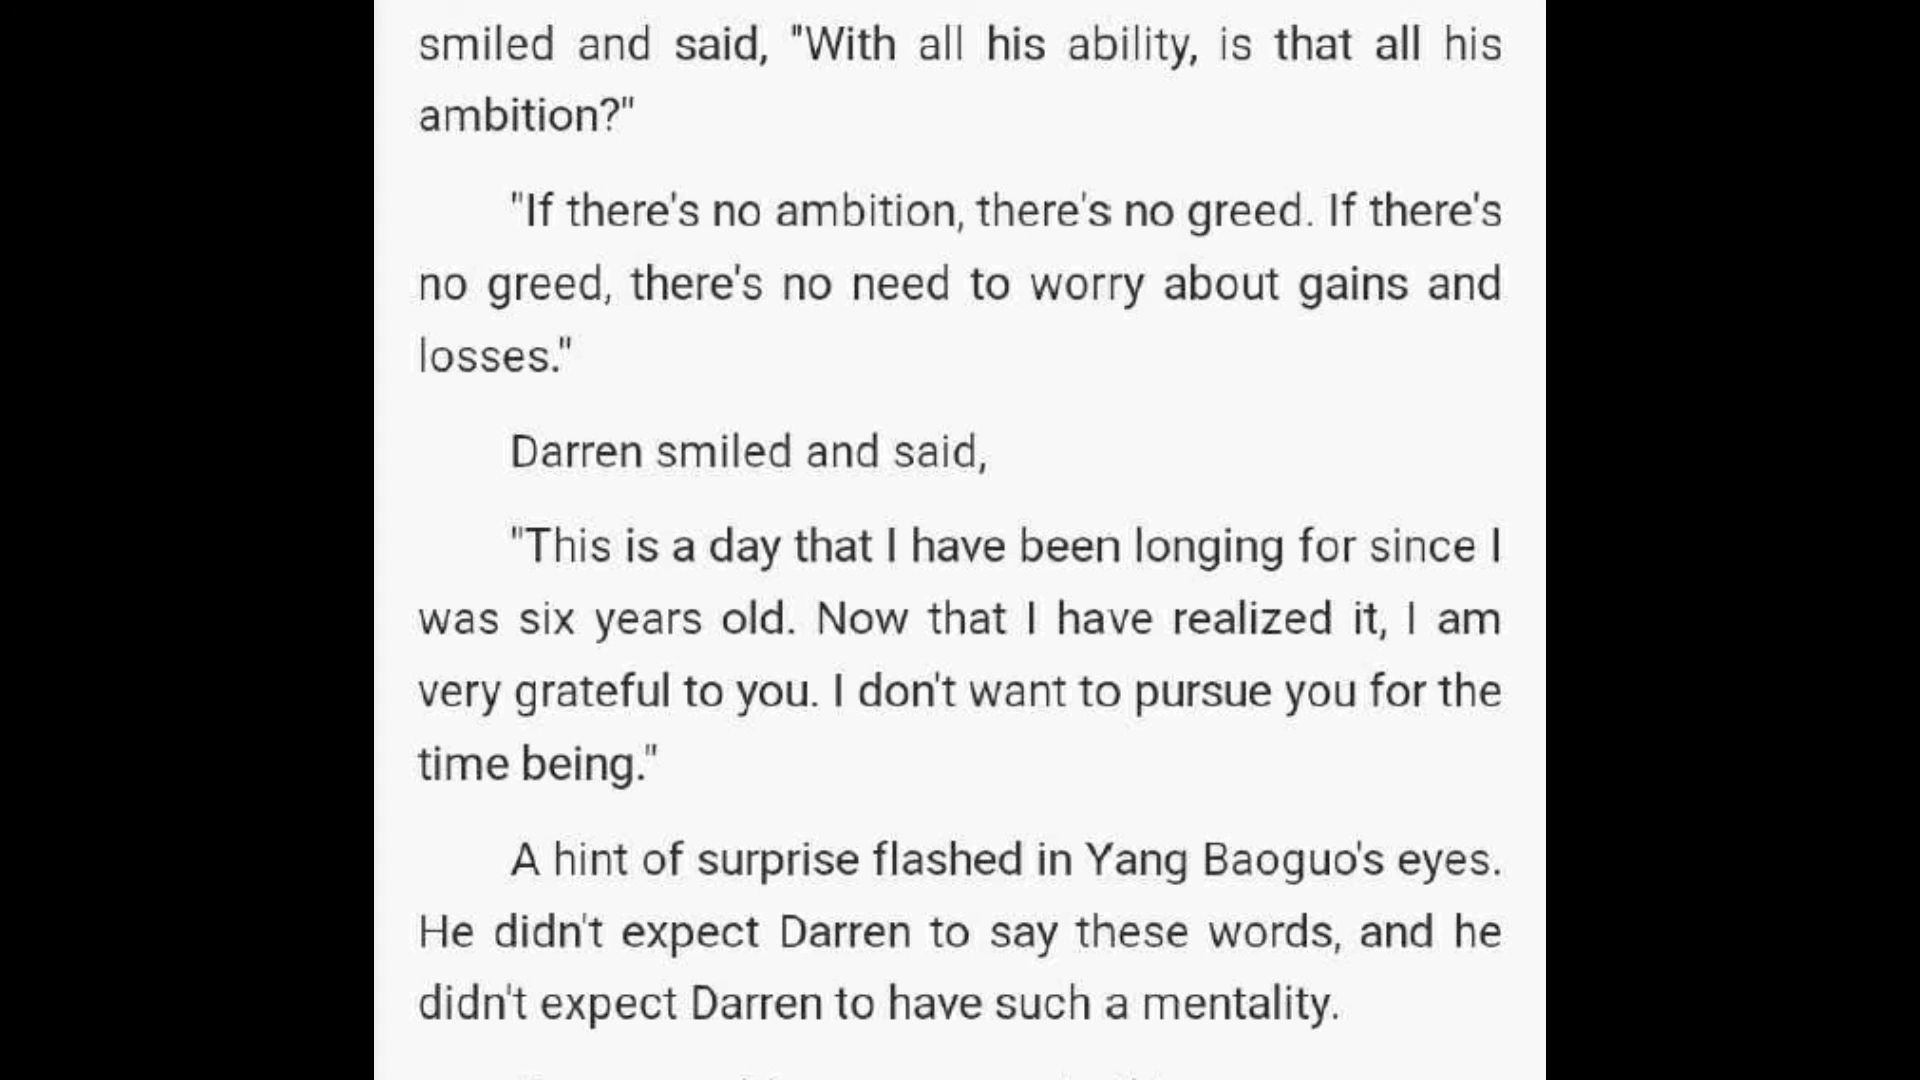 smiled and said, "With all his ability, is that all his
ambition?"
"If there's no ambition, there's no greed. If there's
no greed, there's no need to worry about gains and
losses."
Darren smiled and said,
"This is a day that I have been longing for since I
was six years old. Now that I have realized it, I am
very grateful to you. I don't want to pursue you for the
time being."
A hint of surprise flashed in Yang Baoguo's eyes.
He didn't expect Darren to say these words, and he
didn't expect Darren to have such a mentality.